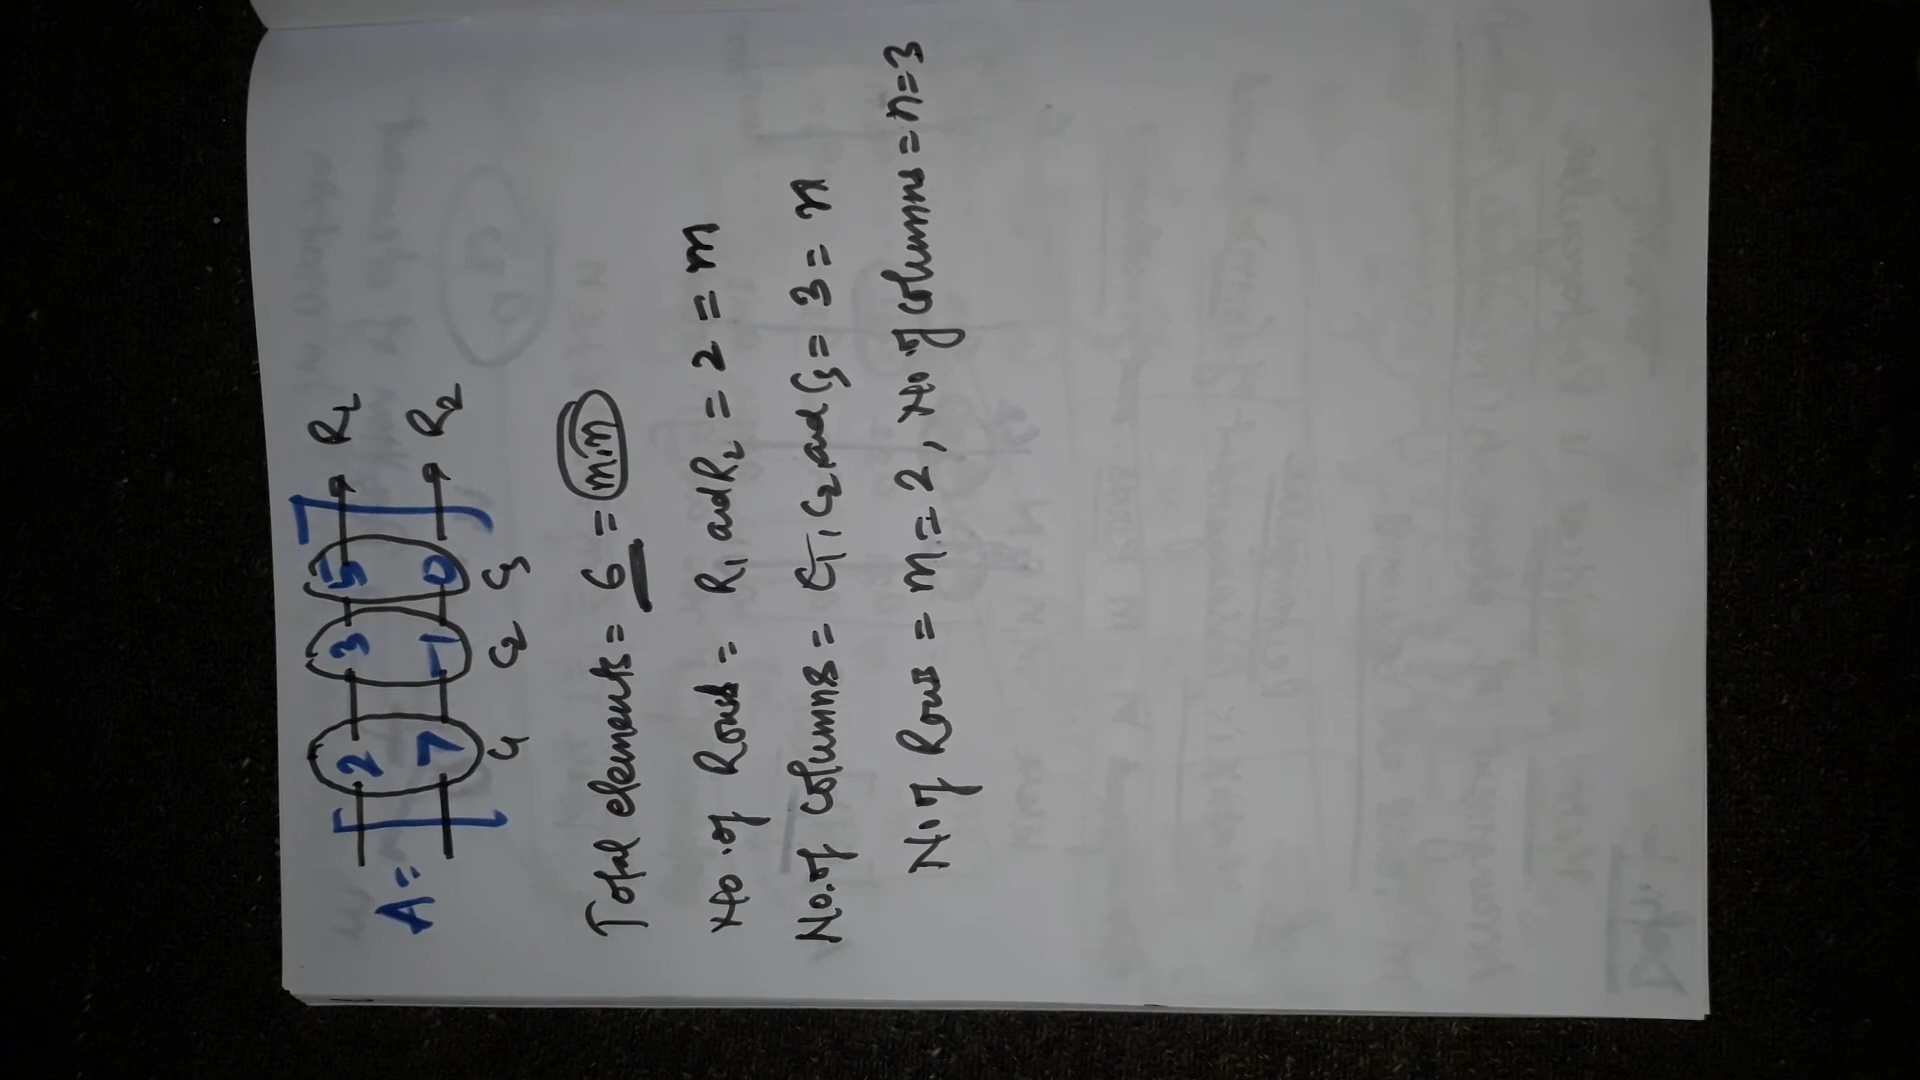 A = [ 2 3 5 ] → R1
[ 7 -1 0 ] → R2
C1 C2 C3
Total elements = 6 = m.n
No. of Rows = R1 and R2 = 2 = m
No. of columns = C1, C2 and C3 = 3 = n
N. of Rows = m = 2, No. of columns = n = 3